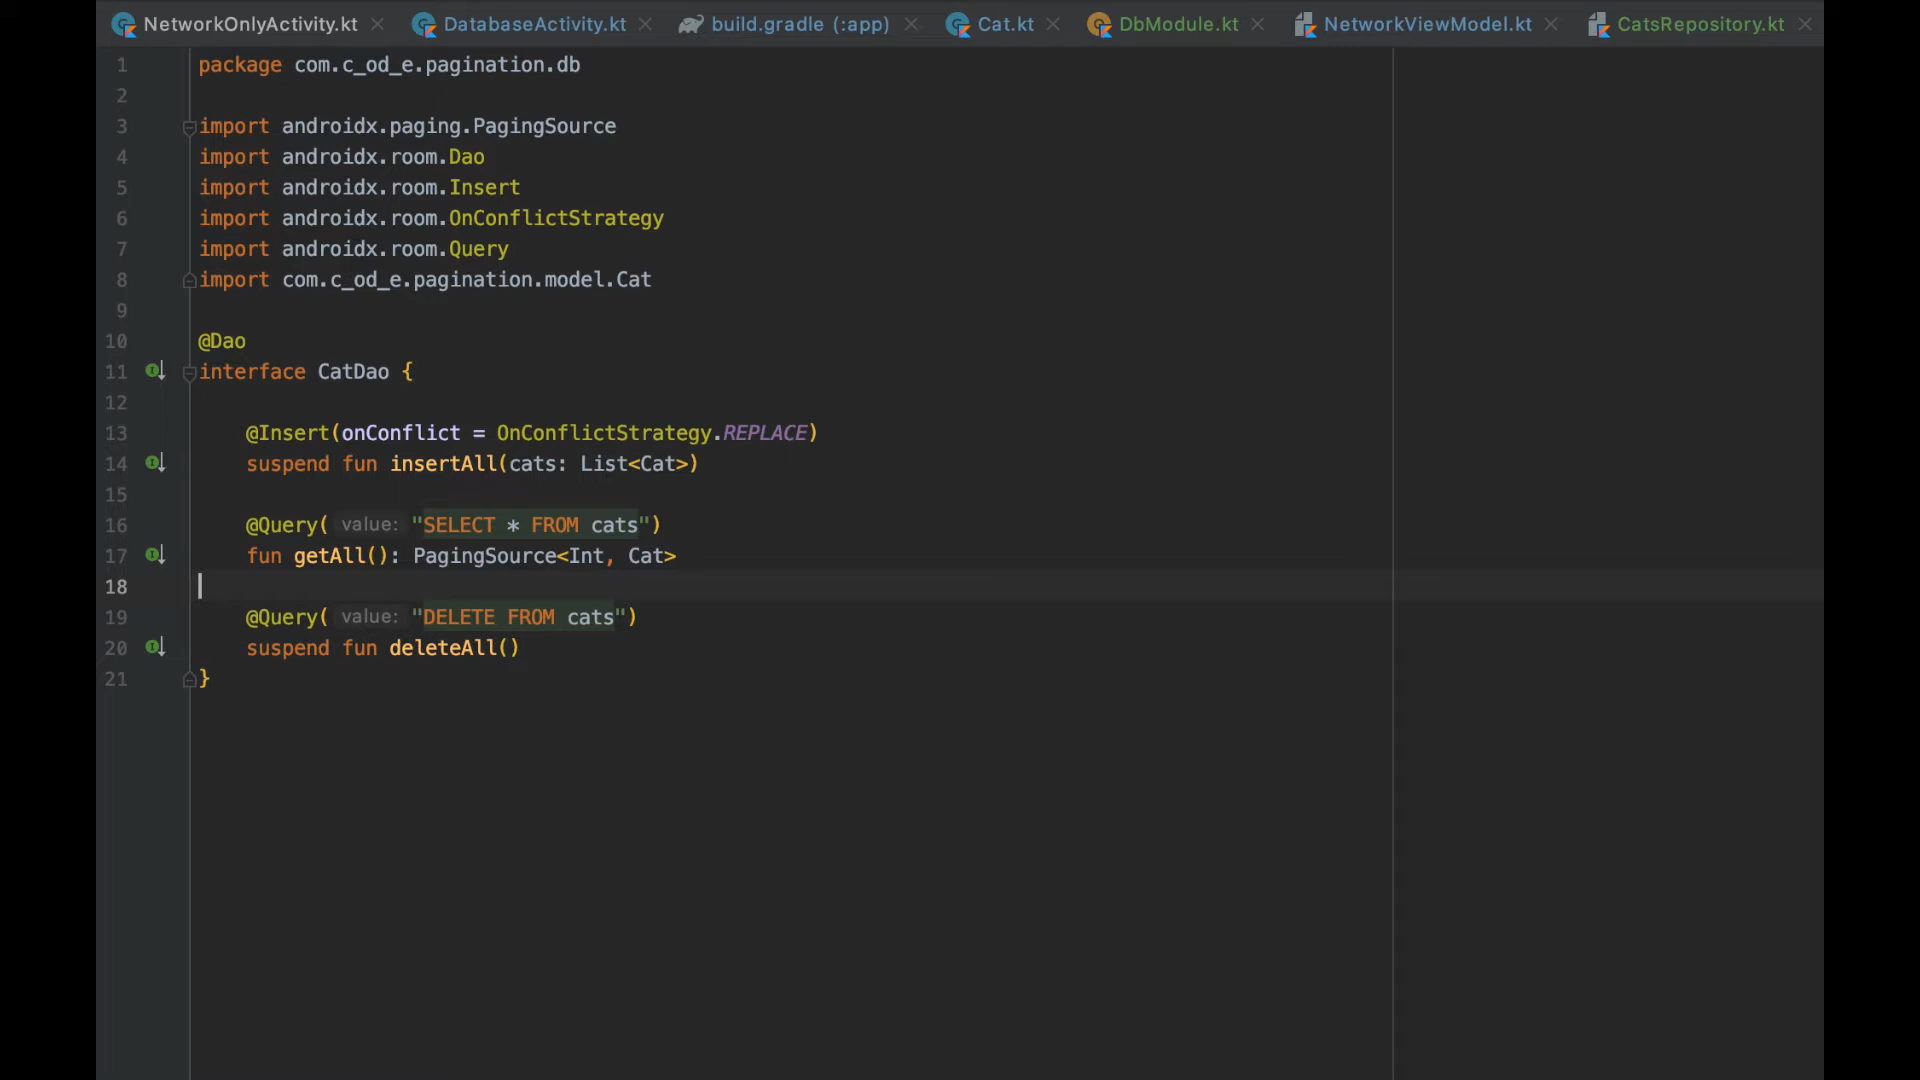 NetworkOnlyActivity.kt DatabaseActivity.kt build.gradle (:app) Cat.kt DbModule.kt NetworkViewModel.kt CatsRepository.kt
1 package com.c_od_e.pagination.db
2
3 import androidx.paging.PagingSource
4 import androidx.room.Dao
5 import androidx.room.Insert
6 import androidx.room.OnConflictStrategy
7 import androidx.room.Query
8 import com.c_od_e.pagination.model.Cat
9
10 @Dao
11 interface CatDao {
12
13 @Insert(onConflict = OnConflictStrategy.REPLACE)
14 suspend fun insertAll(cats: List<Cat>)
15
16 @Query( value: "SELECT * FROM cats")
17 fun getAll(): PagingSource<Int, Cat>
18
19 @Query( value: "DELETE FROM cats")
20 suspend fun deleteAll()
21 }